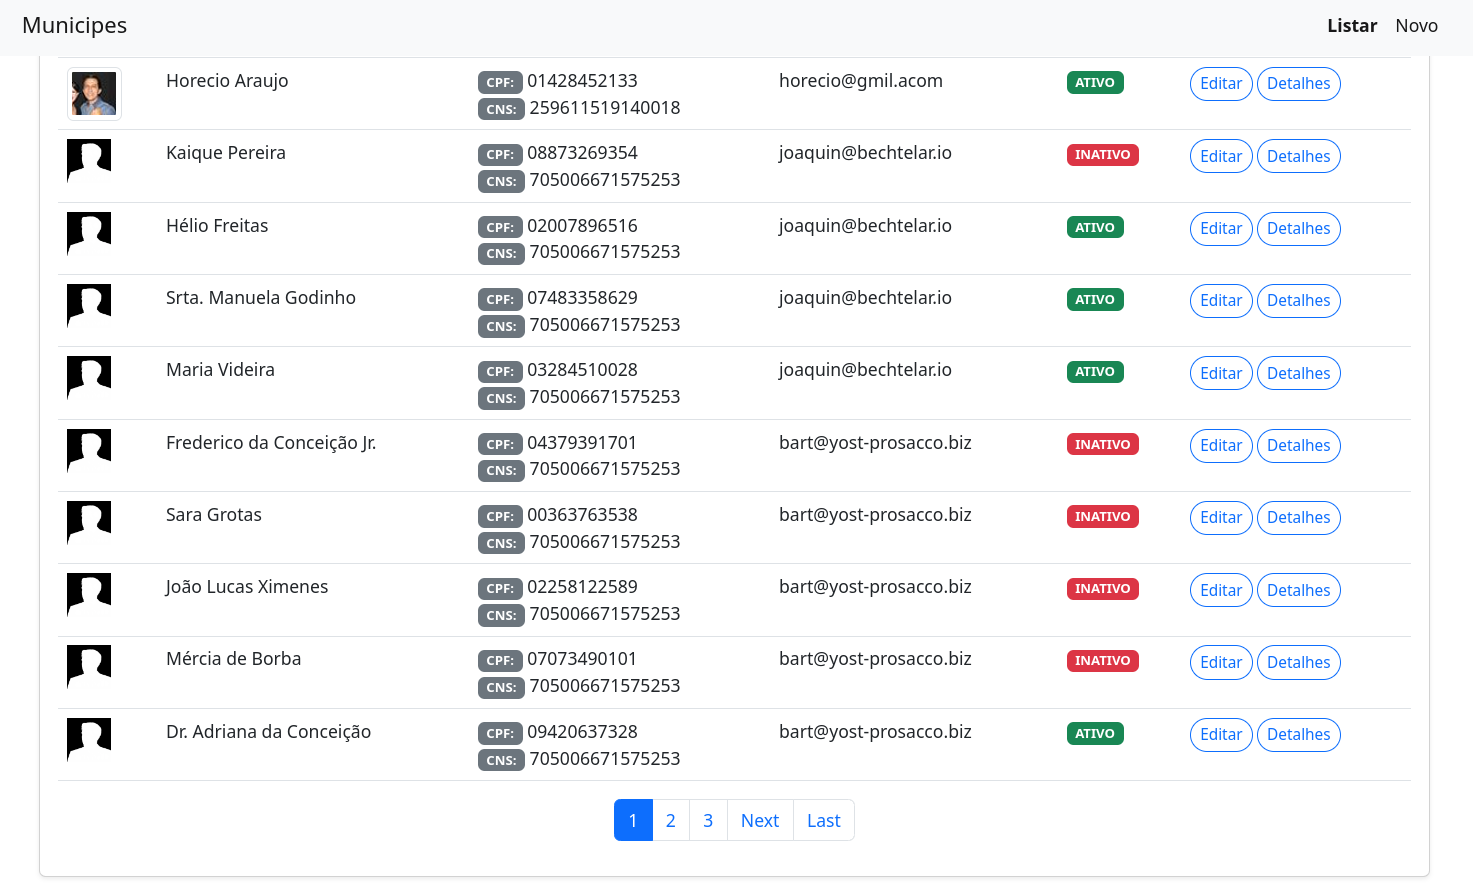 Municipes Listar Novo
Horecio Araujo CPF: 01428452133 horecio@gmil.acom ATIVO Editar Detalhes
CNS: 259611519140018
Kaique Pereira CPF: 08873269354 joaquin@bechtelar.io INATIVO Editar Detalhes
CNS: 705006671575253
Hélio Freitas CPF: 02007896516 joaquin@bechtelar.io ATIVO Editar Detalhes
CNS: 705006671575253
Srta. Manuela Godinho CPF: 07483358629 joaquin@bechtelar.io ATIVO Editar Detalhes
CNS: 705006671575253
Maria Videira CPF: 03284510028 joaquin@bechtelar.io ATIVO Editar Detalhes
CNS: 705006671575253
Frederico da Conceição Jr. CPF: 04379391701 bart@yost-prosacco.biz INATIVO Editar Detalhes
CNS: 705006671575253
Sara Grotas CPF: 00363763538 bart@yost-prosacco.biz INATIVO Editar Detalhes
CNS: 705006671575253
João Lucas Ximenes CPF: 02258122589 bart@yost-prosacco.biz INATIVO Editar Detalhes
CNS: 705006671575253
Mércia de Borba CPF: 07073490101 bart@yost-prosacco.biz INATIVO Editar Detalhes
CNS: 705006671575253
Dr. Adriana da Conceição CPF: 09420637328 bart@yost-prosacco.biz ATIVO Editar Detalhes
CNS: 705006671575253
1 2 3 Next Last